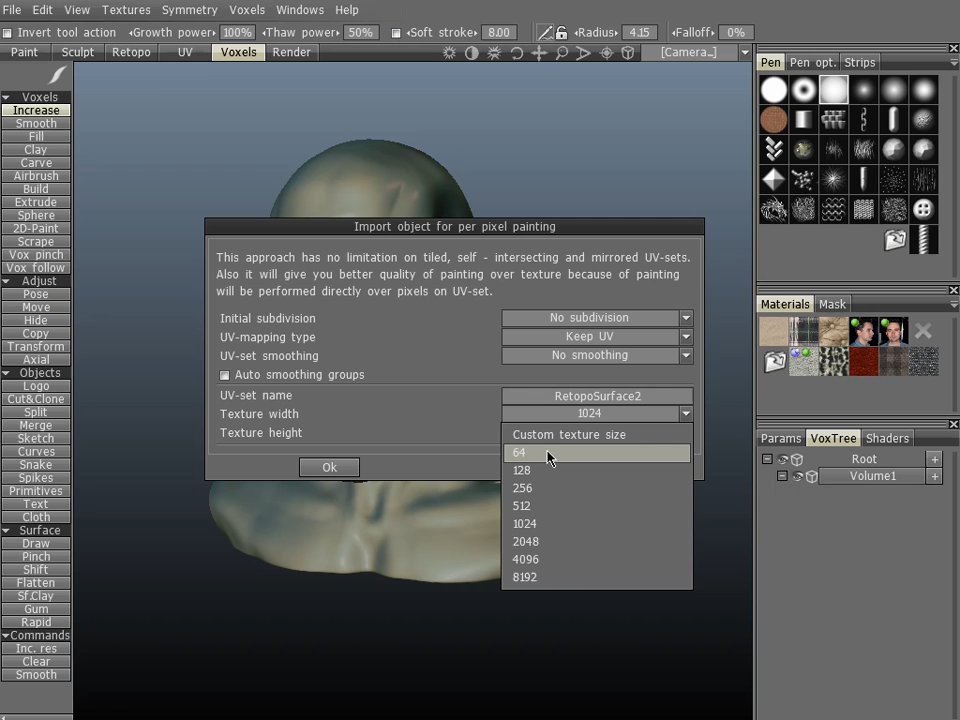 File Edit View Textures Symmetry Voxels Windows Help
Invert tool action Growth power 100% Thaw power 50% Soft stroke 8.00 Radius 4.15 Falloff 0%
Paint Sculpt Retopo UV Voxels Render [Camera…]
Pen Pen opt. Strips
Voxels
Increase
Smooth
Fill
Clay
Carve
Airbrush
Build
Extrude
Sphere
2D-Paint
Scrape
Vox pinch
Vox follow
Adjust
Pose
Move
Hide
Copy
Transform
Axial
Objects
Logo
Cut&Clone
Split
Merge
Sketch
Curves
Snake
Spikes
Primitives
Text
Cloth
Surface
Draw
Pinch
Shift
Flatten
Sf.Clay
Gum
Rapid
Commands
Inc. res
Clear
Smooth
Import object for per pixel painting
This approach has no limitation on tiled, self - intersecting and mirrored UV-sets.
Also it will give you better quality of painting over texture because of painting
will be performed directly over pixels on UV-set.
Initial subdivision No subdivision
UV-mapping type Keep UV
UV-set smoothing No smoothing
Auto smoothing groups
UV-set name RetopoSurface2
Texture width 1024
Texture height
Ok
Custom texture size
64
128
256
512
1024
2048
4096
8192
Materials Mask
Params VoxTree Shaders
Root +
Volume1 +